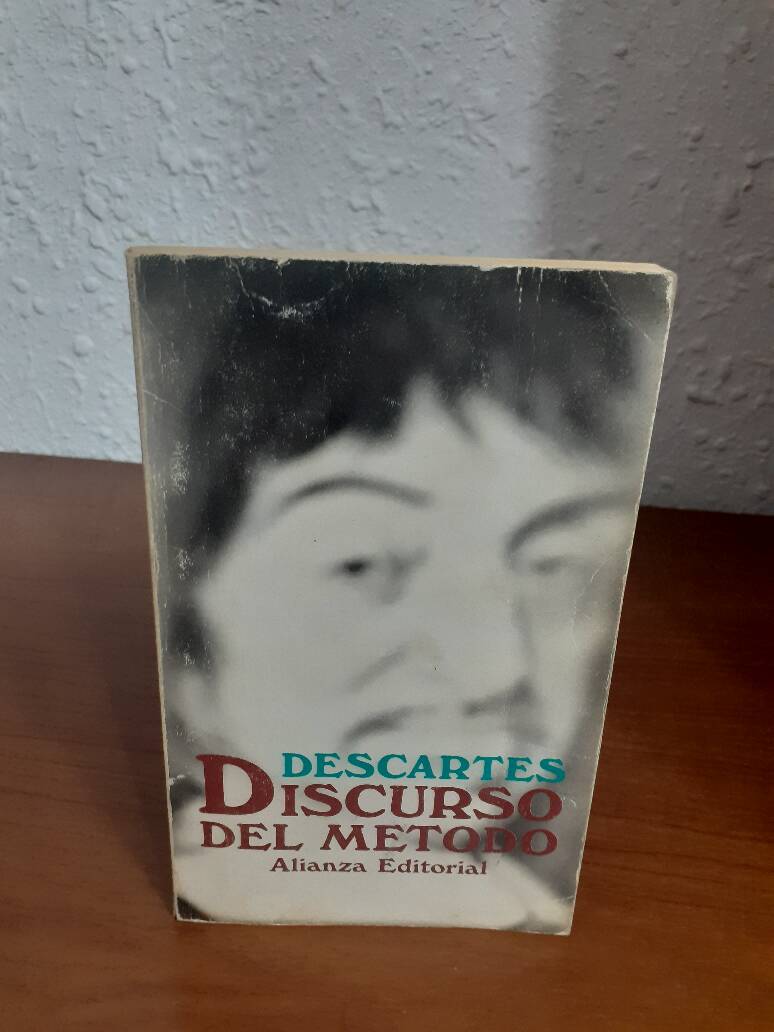 DESCARTES
DISCURSO
DEL METODO
Alianza Editorial